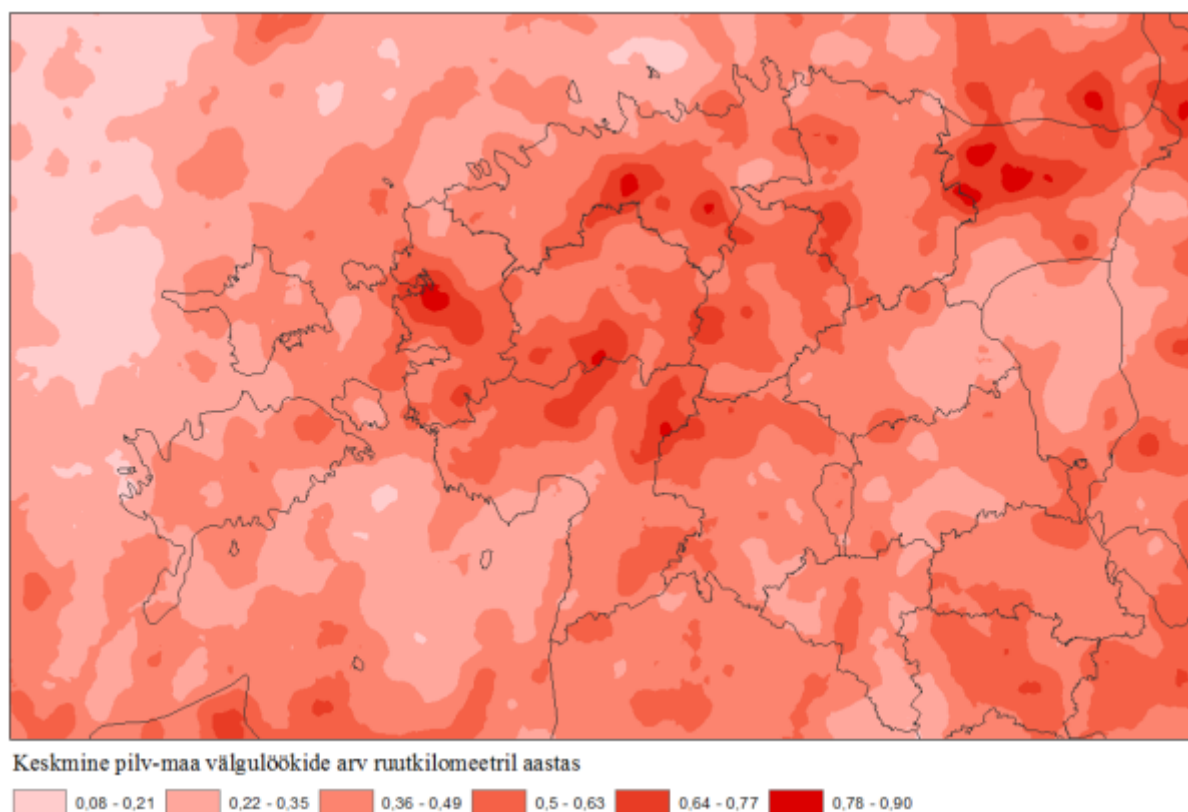 Keskmine pilv-maa välgulöökide arv ruutkilomeetril aastas
0,08 - 0,21 0,22 - 0,35 0,36 - 0,49 0,5 - 0,63 0,64 - 0,77 0,78 - 0,90